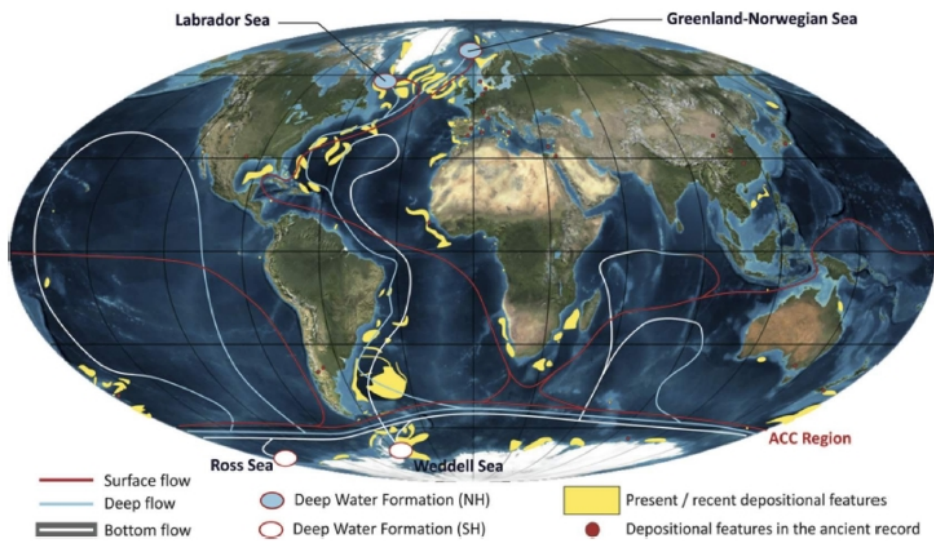 Labrador Sea
Greenland-Norwegian Sea
ACC Region
Ross Sea
Weddell Sea
Surface flow
Deep flow
Bottom flow
Deep Water Formation (NH)
Deep Water Formation (SH)
Present / recent depositional features
Depositional features in the ancient record